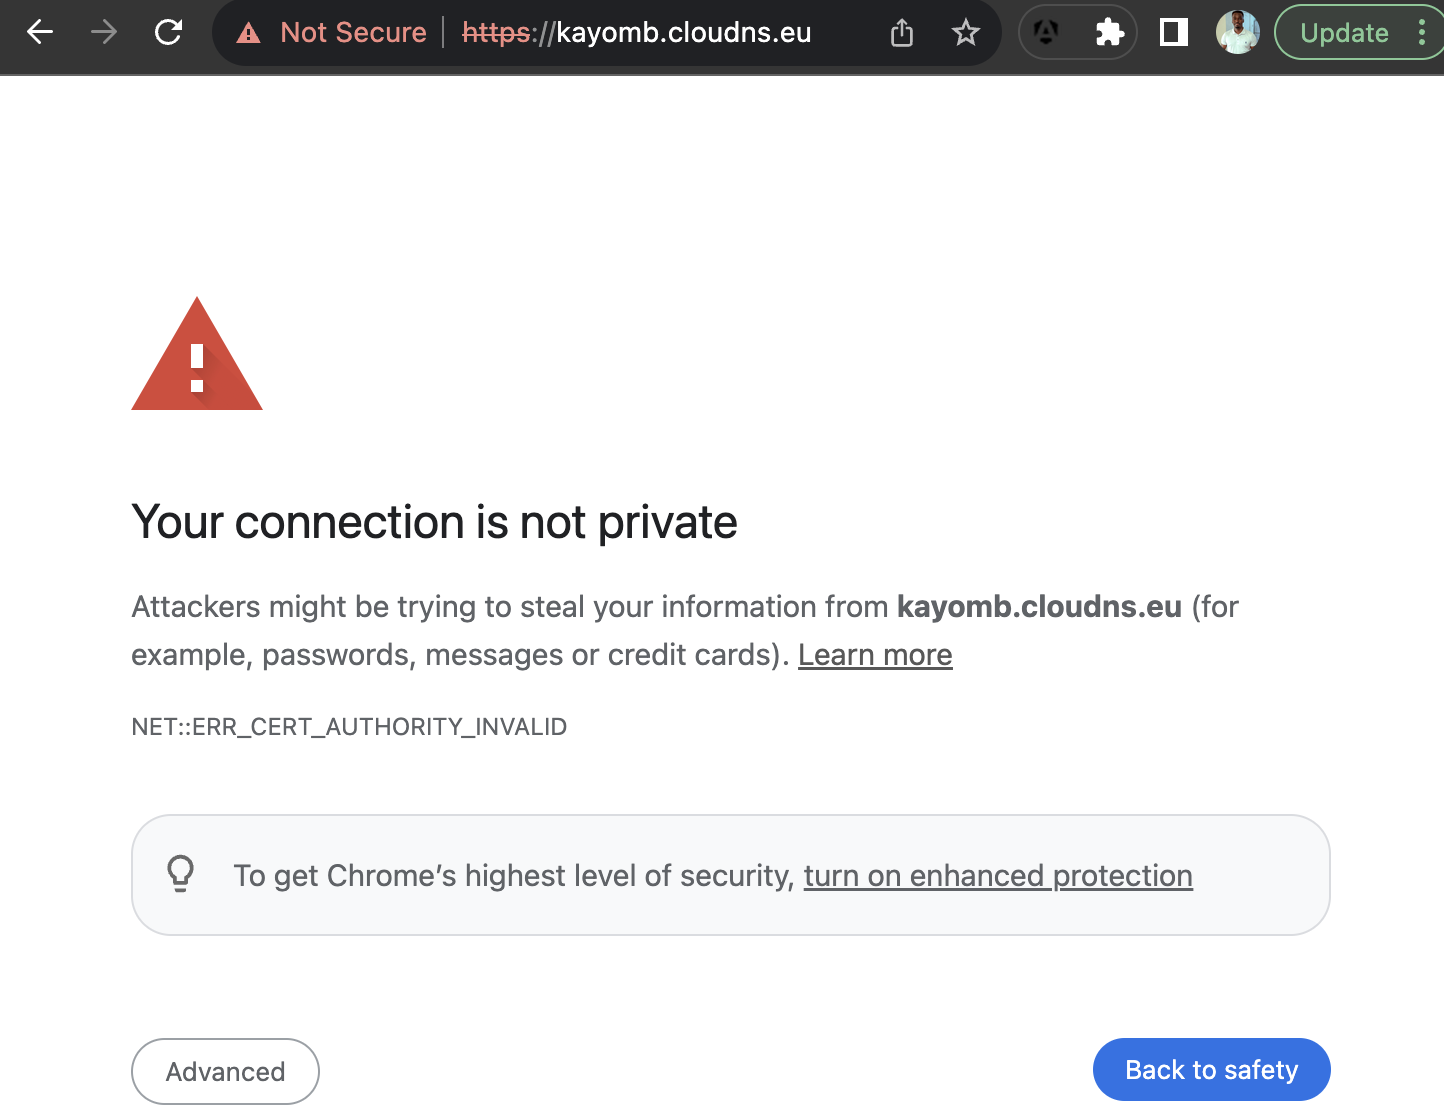 Not Secure https://kayomb.cloudns.eu Update
Your connection is not private
Attackers might be trying to steal your information from kayomb.cloudns.eu (for
example, passwords, messages or credit cards). Learn more
NET::ERR_CERT_AUTHORITY_INVALID
To get Chrome’s highest level of security, turn on enhanced protection
Advanced Back to safety